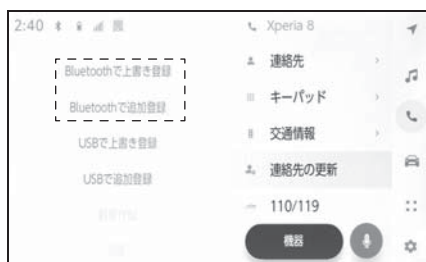 2:40
Bluetoothで上書き登録
Bluetoothで追加登録
USBで上書き登録
USBで追加登録
Xperia 8
連絡先
キーパッド
交通情報
連絡先の更新
110/119
機器